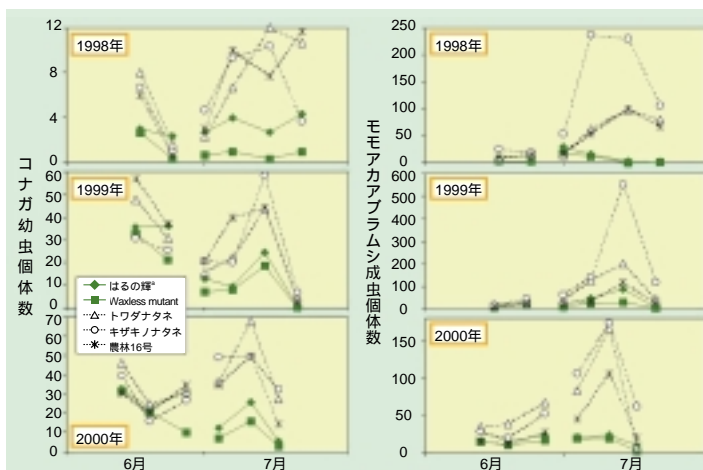 コナガ幼虫個体数
1998年
12
8
4
0
1999年
60
50
40
30
20
10
0
はるの輝a
Waxless mutant
トワダナタネ
キザキノナタネ
農林16号
70
60
50
40
30
20
10
0
2000年
6月 7月
モモアカアブラムシ成虫個体数
1998年
250
200
150
100
50
0
1999年
600
500
400
300
200
100
0
2000年
150
100
50
0
6月 7月